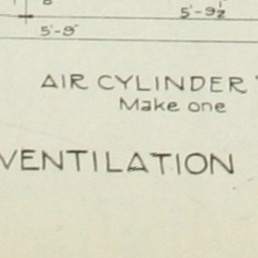 5'-9½
5'-9"
AIR CYLINDER
Make one
VENTILATION